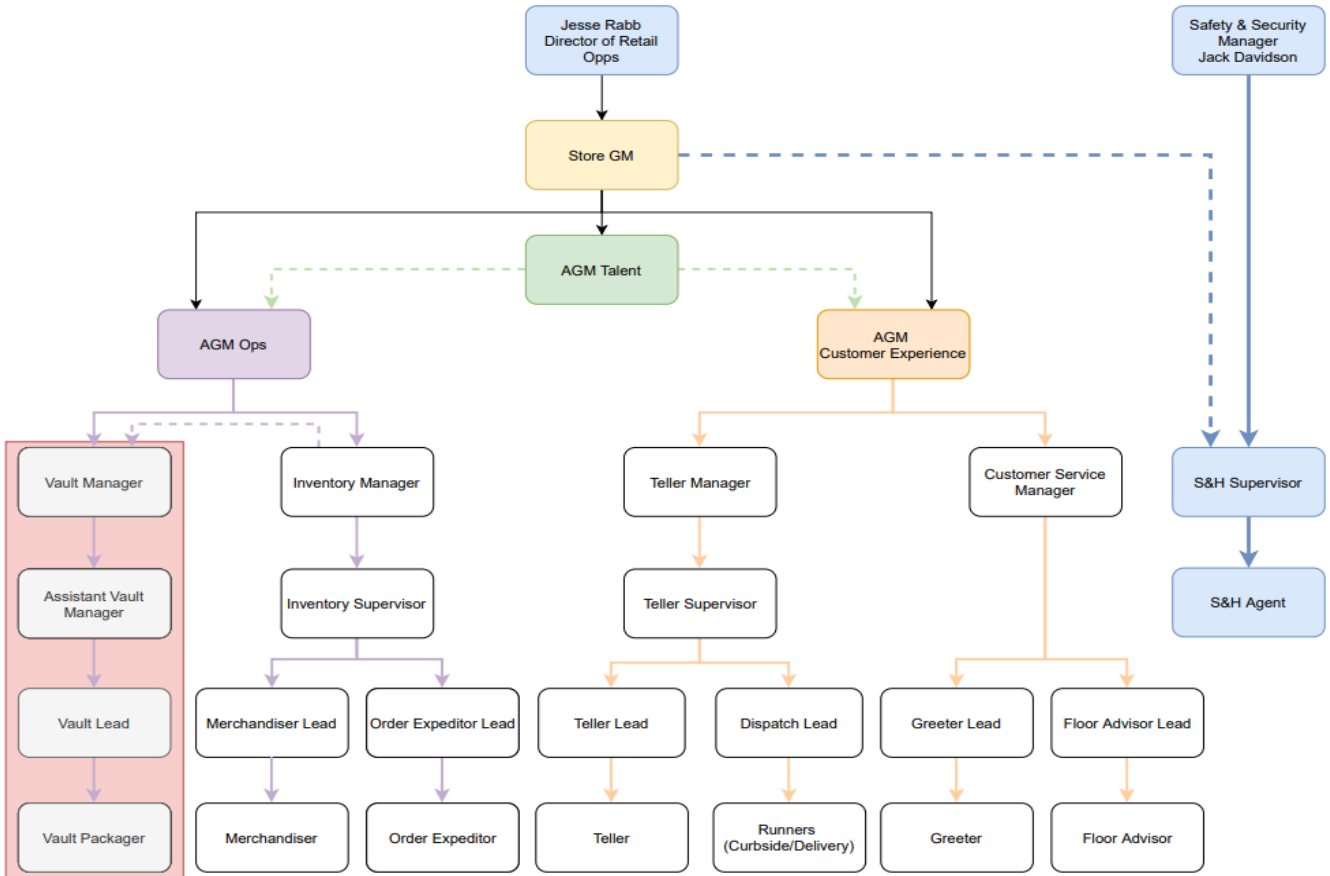 Jesse Rabb
Director of Retail
Opps
Safety & Security
Manager
Jack Davidson
Store GM
AGM Talent
AGM Ops
AGM
Customer Experience
Vault Manager
Inventory Manager
Teller Manager
Customer Service
Manager
S&H Supervisor
Assistant Vault
Manager
Inventory Supervisor
Teller Supervisor
S&H Agent
Vault Lead
Merchandiser Lead
Order Expeditor Lead
Teller Lead
Dispatch Lead
Greeter Lead
Floor Advisor Lead
Vault Packager
Merchandiser
Order Expeditor
Teller
Runners
(Curbside/Delivery)
Greeter
Floor Advisor